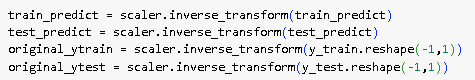 train_predict = scaler.inverse_transform(train_predict)
test_predict = scaler.inverse_transform(test_predict)
original_ytrain = scaler.inverse_transform(y_train.reshape(-1,1))
original_ytest = scaler.inverse_transform(y_test.reshape(-1,1))